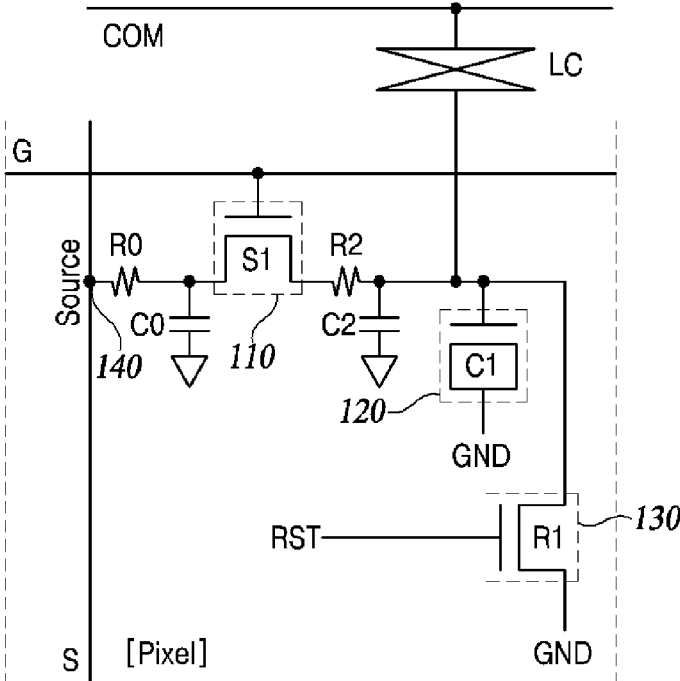 COM
LC
G
Source
R0
S1
R2
C0
C2
C1
140
110
120
GND
RST
R1
130
GND
S
[Pixel]